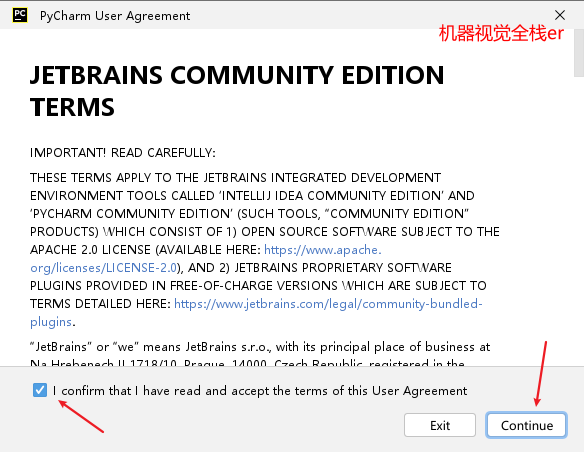 PC
PyCharm User Agreement
机器视觉全栈er
JETBRAINS COMMUNITY EDITION
TERMS
IMPORTANT! READ CAREFULLY:
THESE TERMS APPLY TO THE JETBRAINS INTEGRATED DEVELOPMENT
ENVIRONMENT TOOLS CALLED 'INTELLIJ IDEA COMMUNITY EDITION' AND
'PYCHARM COMMUNITY EDITION' (SUCH TOOLS, "COMMUNITY EDITION"
PRODUCTS) WHICH CONSIST OF 1) OPEN SOURCE SOFTWARE SUBJECT TO THE
APACHE 2.0 LICENSE (AVAILABLE HERE: https://www.apache.
org/licenses/LICENSE-2.0), AND 2) JETBRAINS PROPRIETARY SOFTWARE
PLUGINS PROVIDED IN FREE-OF-CHARGE VERSIONS WHICH ARE SUBJECT TO
TERMS DETAILED HERE: https://www.jetbrains.com/legal/community-bundled-
plugins.
"JetBrains" or "we" means JetBrains s.r.o., with its principal place of business at
Na Hrebenech II 1718/10, Prague, 14000, Czech Republic, registered in the
I confirm that I have read and accept the terms of this User Agreement
Exit
Continue